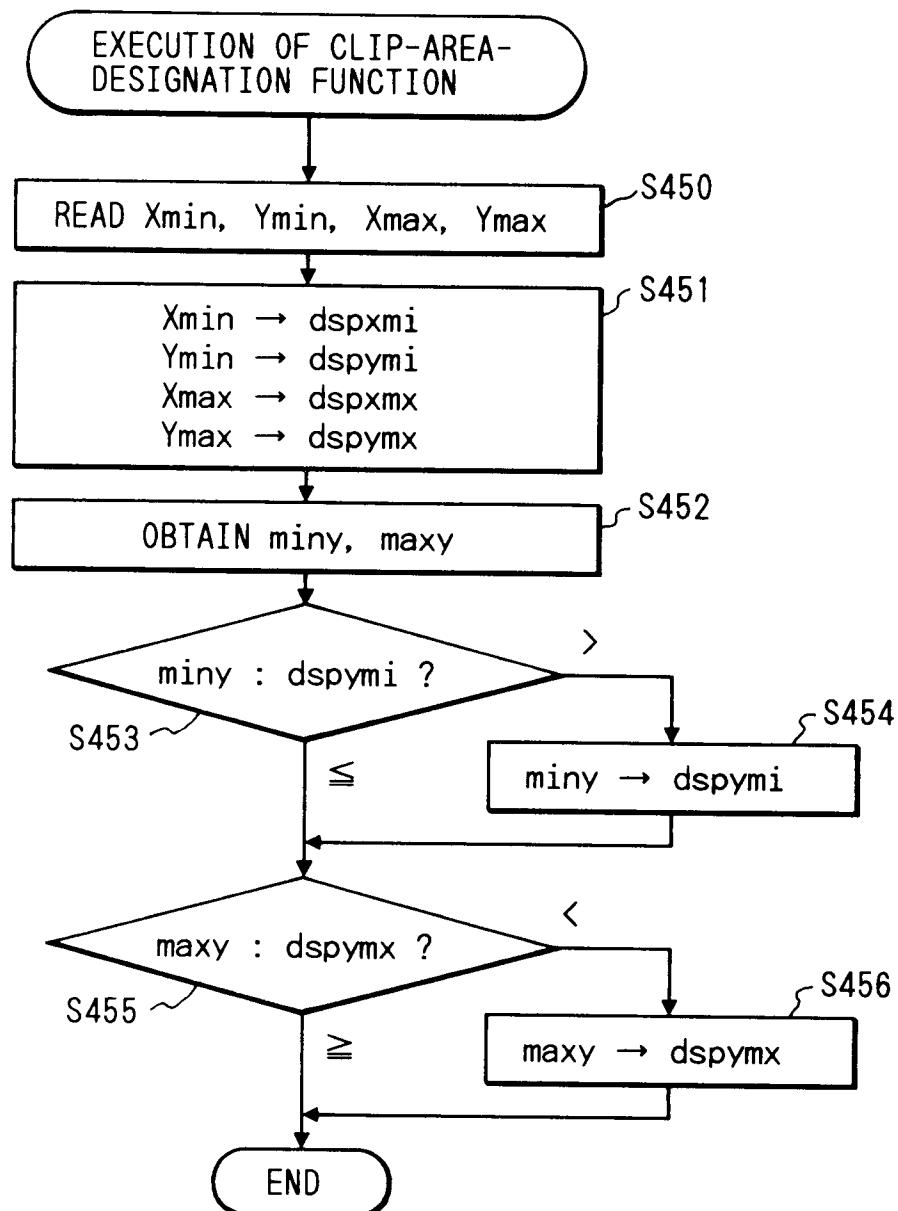 EXECUTION OF CLIP-AREA-
DESIGNATION FUNCTION
S450
READ Xmin, Ymin, Xmax, Ymax
S451
Xmin → dspxmi
Ymin → dspymi
Xmax → dspxmx
Ymax → dspymx
S452
OBTAIN miny, maxy
>
miny : dspymi ?
S453
≦
S454
miny → dspymi
<
maxy : dspymx ?
S455
≧
S456
maxy → dspymx
END